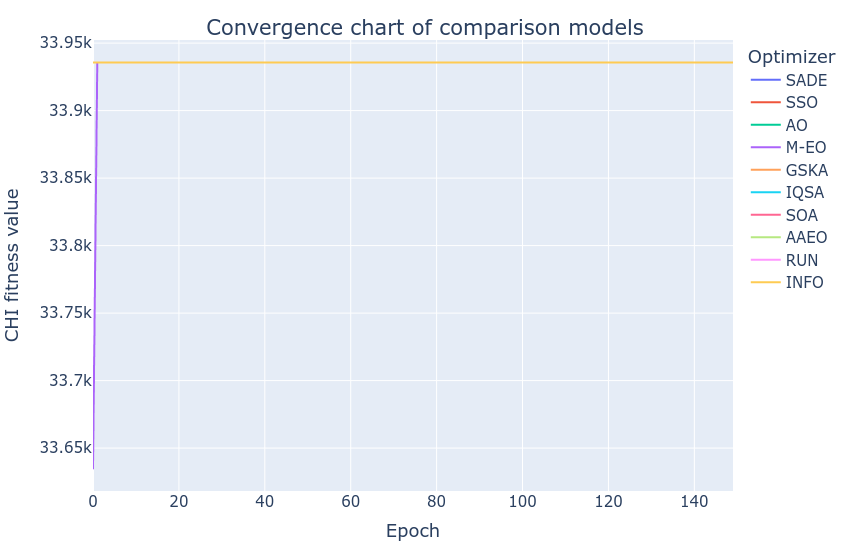 Convergence chart of comparison models
33.95k
33.9k
33.85k
33.8k
33.75k
33.7k
33.65k
CHI fitness value
0 20 40 60 80 100 120 140
Epoch
Optimizer
SADE
SSO
AO
M-EO
GSKA
IQSA
SOA
AAEO
RUN
INFO